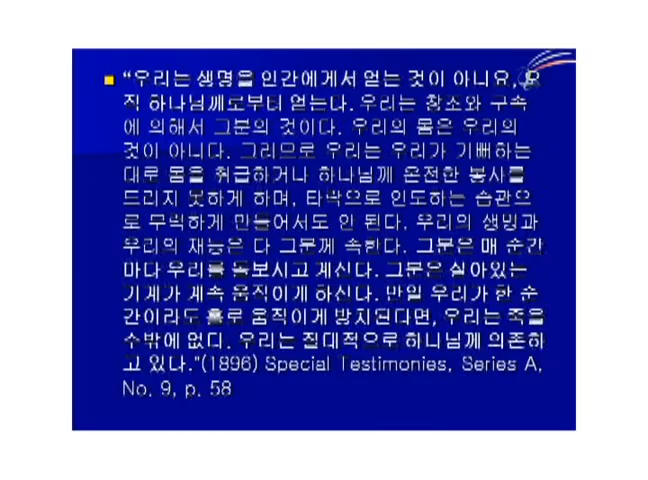 “우리는 생명을 인간에게서 얻는 것이 아니요, 오
직 하나님께로부터 얻는다. 우리는 창조와 구속
에 의해서 그분의 것이다. 우리의 몸은 우리의
것이 아니다. 그러므로 우리는 우리가 기뻐하는
대로 몸을 취급하거나 하나님께 온전한 봉사를
드리지 못하게 하며, 타락으로 인도하는 습관으
로 무력하게 만들어서도 안 된다. 우리의 생명과
우리의 재능은 다 그분께 속한다. 그분은 매 순간
마다 우리를 돌보시고 계신다. 그분은 살아있는
기계가 계속 움직이게 하신다. 만일 우리가 한 순
간이라도 홀로 움직이게 방치된다면, 우리는 죽을
수밖에 없다. 우리는 절대적으로 하나님께 의존하
고 있다."(1896) Special Testimonies, Series A,
No. 9, p. 58